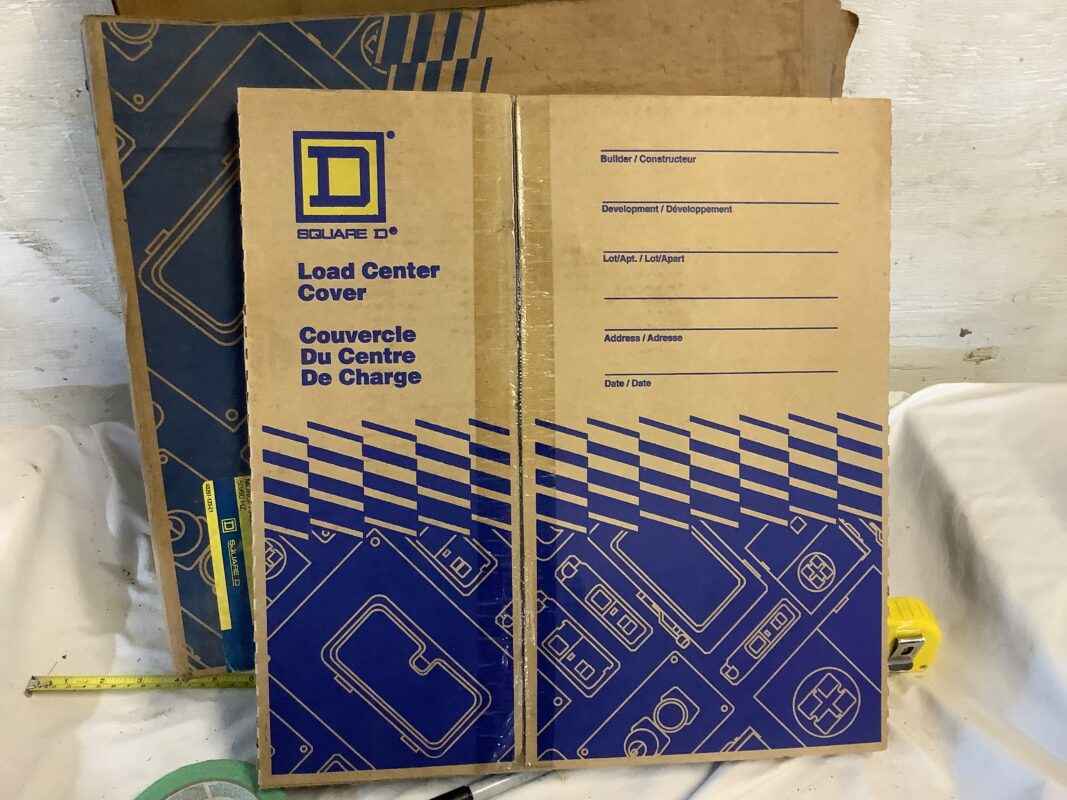 D®
SQUARE D®
Load Center
Cover
Couvercle
Du Centre
De Charge
Builder / Constructeur
Development / Développement
Lot/Apt. / Lot/Apart
Address / Adresse
Date / Date
D
SQUARE D